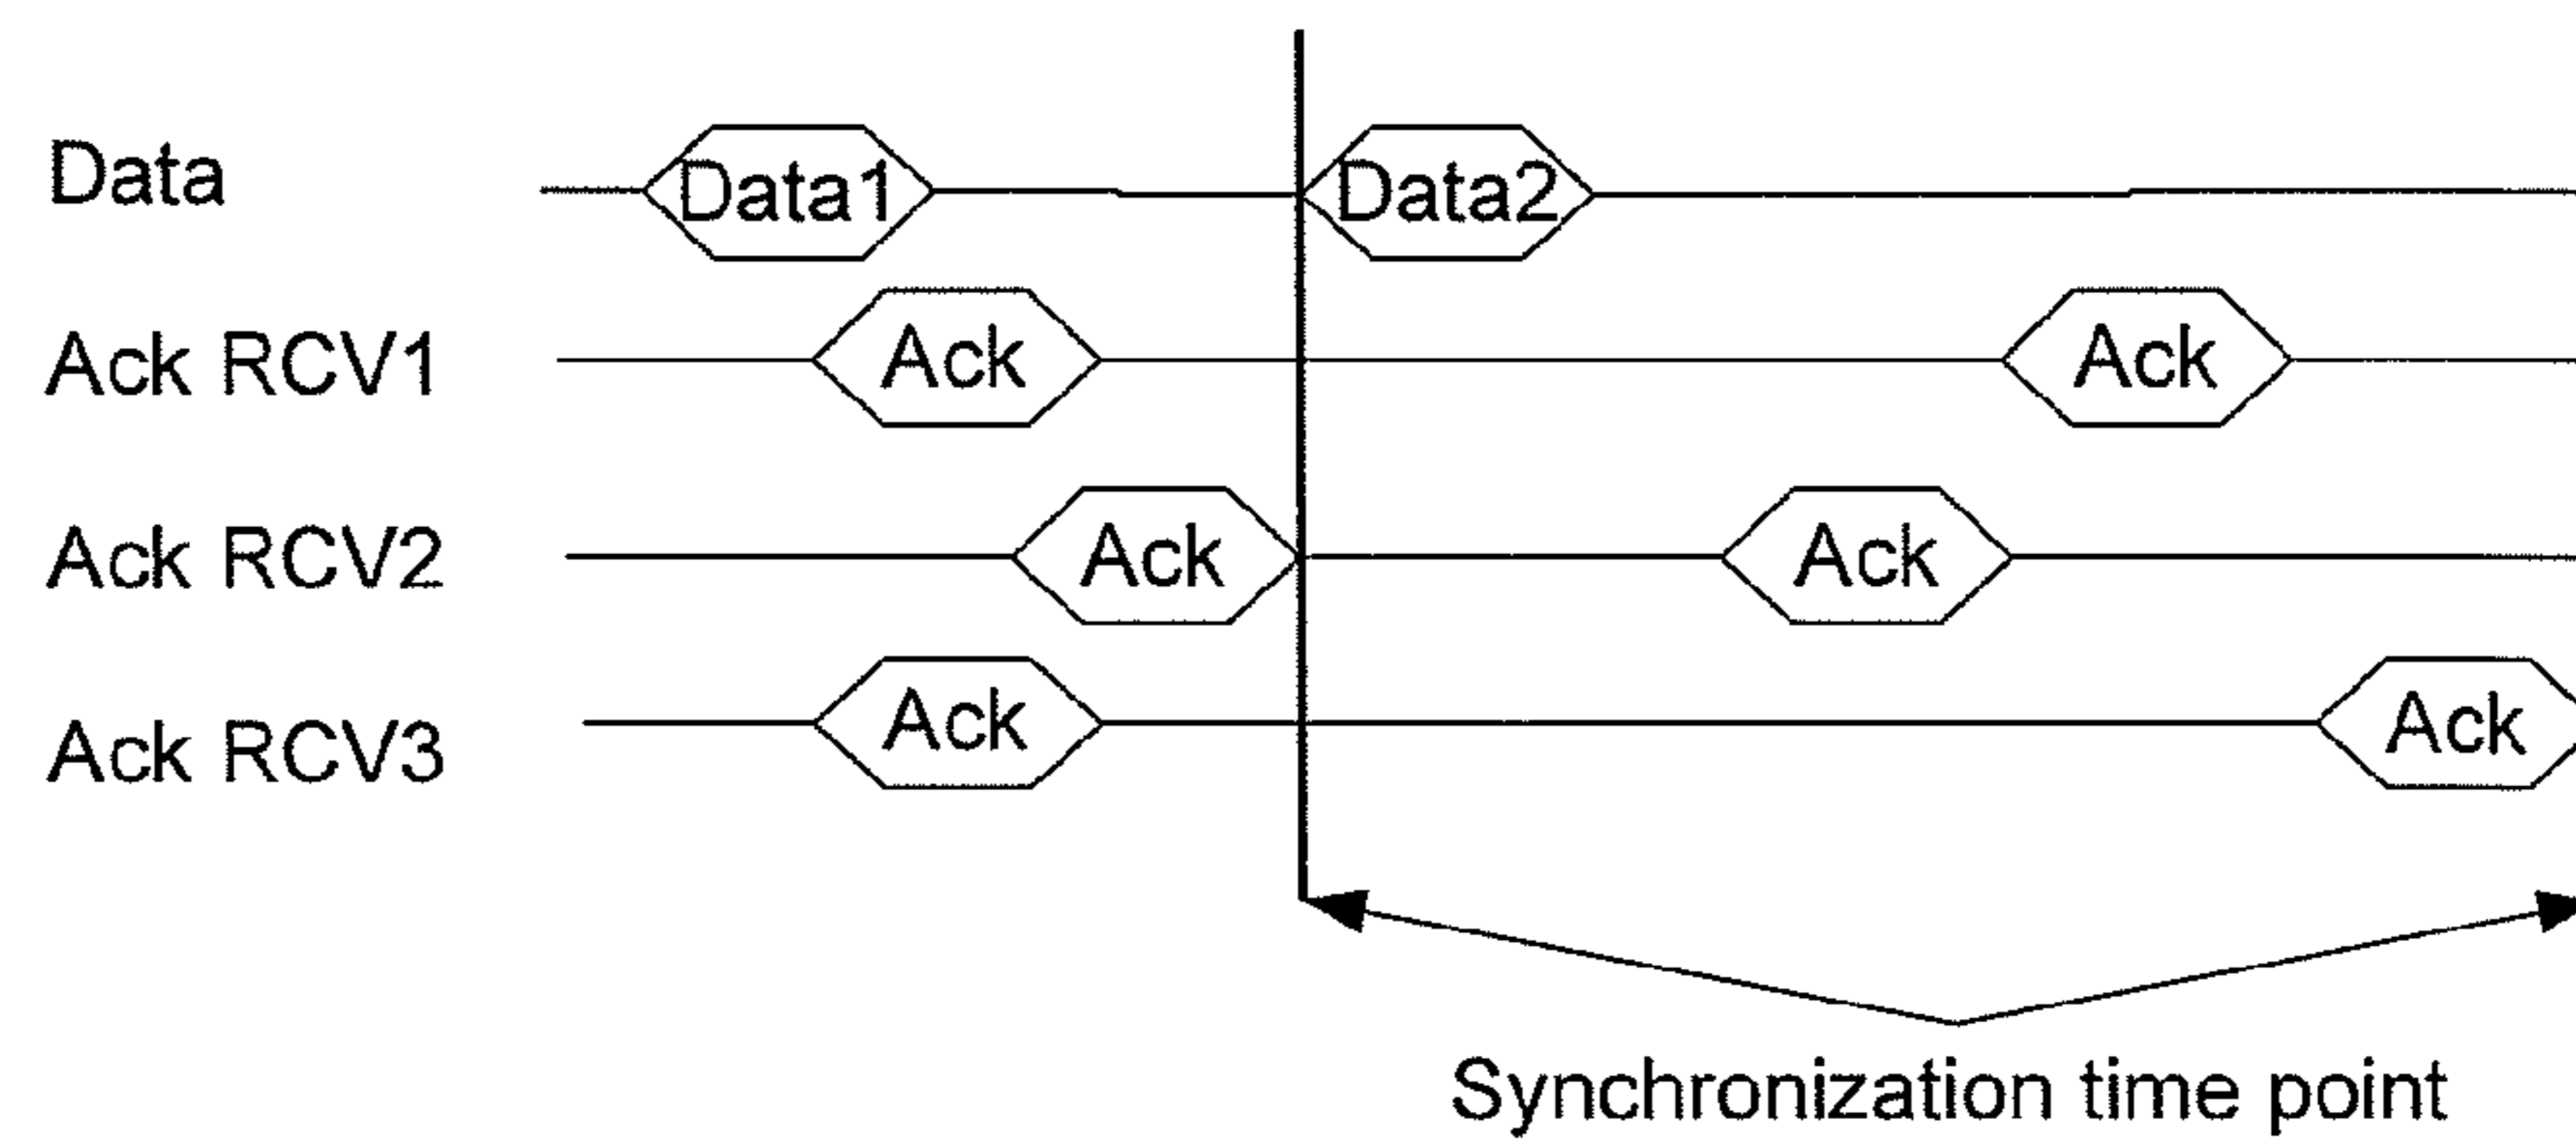 Data Data1 Data2
Ack RCV1 Ack Ack
Ack RCV2 Ack Ack
Ack RCV3 Ack Ack
Synchronization time point